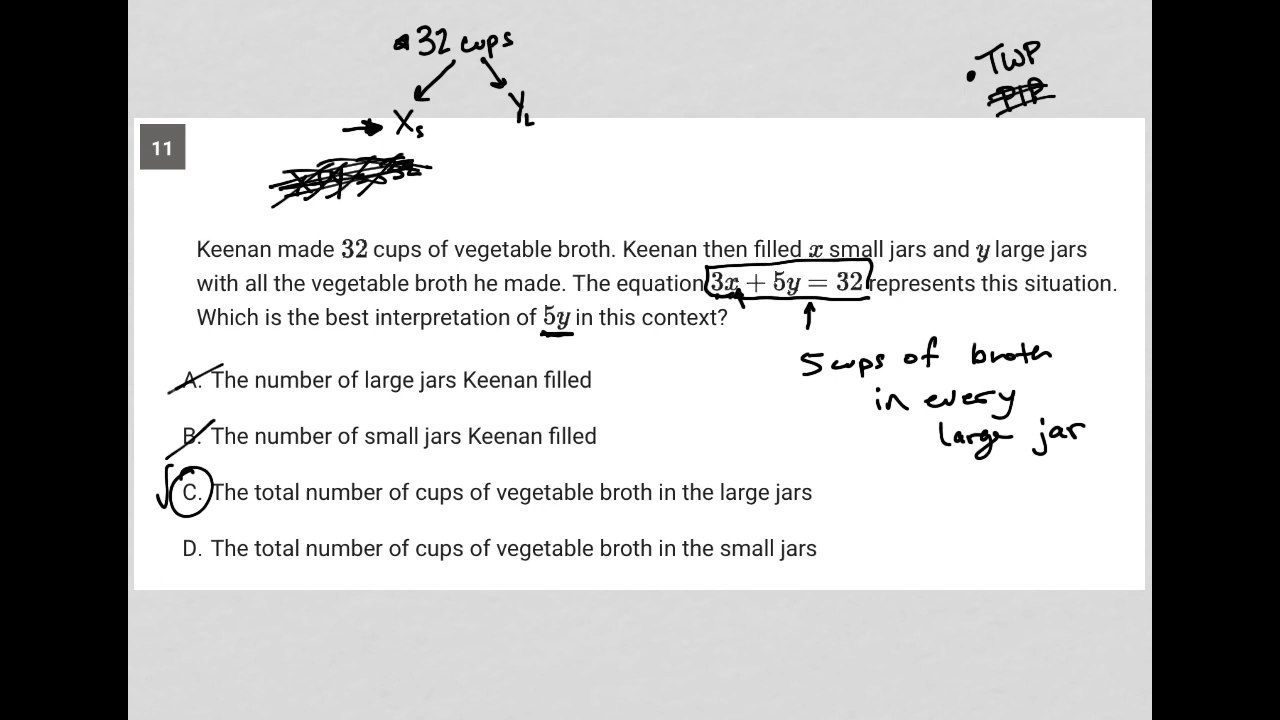 32 cups
TWP
PIP
Xs
YL
11
Keenan made 32 cups of vegetable broth. Keenan then filled x small jars and y large jars
with all the vegetable broth he made. The equation 3x + 5y = 32 represents this situation.
Which is the best interpretation of 5y in this context?
5 cups of broth
in every
large jar
A. The number of large jars Keenan filled
B. The number of small jars Keenan filled
C. The total number of cups of vegetable broth in the large jars
D. The total number of cups of vegetable broth in the small jars